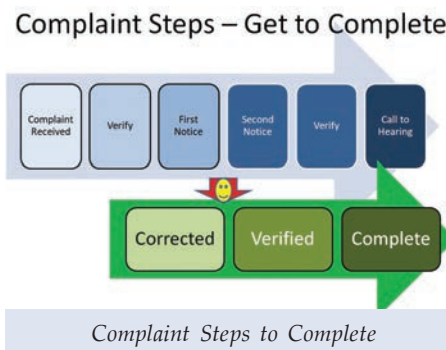 Complaint Steps – Get to Complete
Complaint
Received
Verify
First
Notice
Second
Notice
Verify
Call to
Hearing
Corrected
Verified
Complete
Complaint Steps to Complete